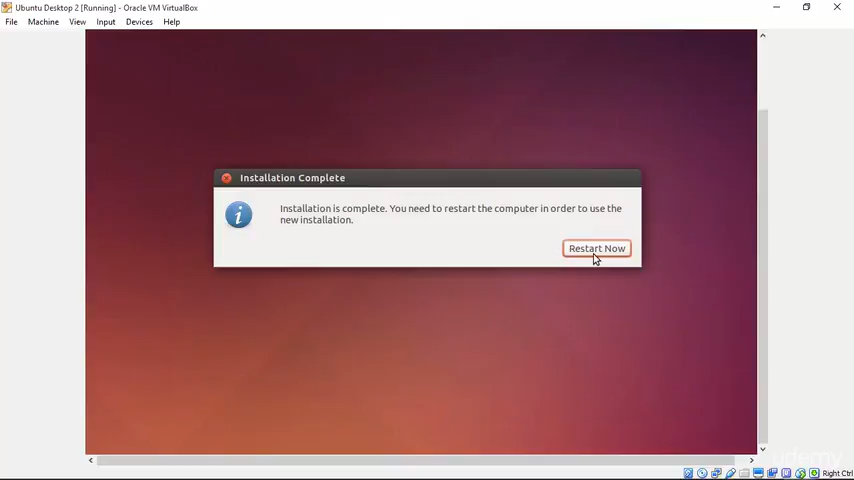 Ubuntu Desktop 2 [Running] - Oracle VM VirtualBox
File Machine View Input Devices Help
Installation Complete
Installation is complete. You need to restart the computer in order to use the
new installation.
Restart Now
udemy
Right Ctrl